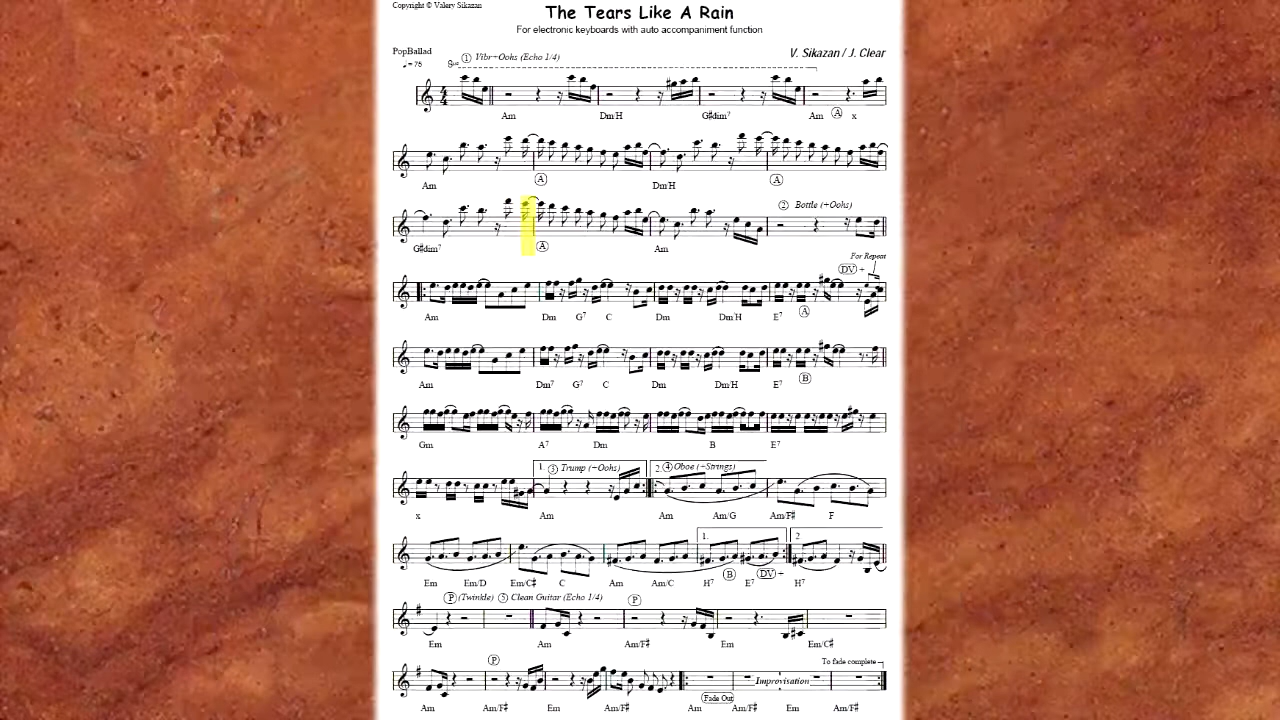 Copyright © Valery Sikazan
The Tears Like A Rain
For electronic keyboards with auto accompaniment function
PopBallad
V. Sikazan / J. Clear
♩= 78
8va 1 Vibr+Oohs (Echo 1/4)
4/4
Am Dm/H G♯dim7 Am A x
Am A Dm/H A
2 Bottle (+Oohs)
G♯dim7 A Am
For Repeat
DV +
Am Dm G7 C Dm Dm/H E7 A
Am Dm7 G7 C Dm Dm/H E7 B
Gm A7 Dm B E7
1. 3 Trump (+Oohs) 2. 4 Oboe (+Strings)
x Am Am Am/G Am/F♯ F
1. 2
Em Em/D Em/C♯ C Am Am/C H7 B E7 DV + H7
P (Twinkle) 5 Clean Guitar (Echo 1/4) P
Em Am Am/F♯ Em Em/C♯
P To fade complete
Improvisation
Fade Out
Am Am/F♯ Em Am/F♯ Am Am/F♯ Em Am/F♯